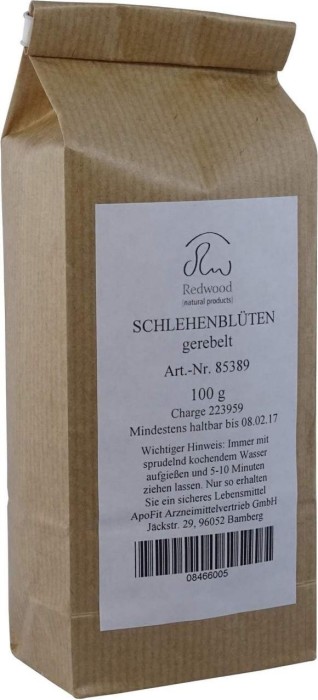 Redwood
[natural products]
SCHLEHENBLÜTEN
gerebelt
Art.-Nr. 85389
100 g
Charge 223959
Mindestens haltbar bis 08.02.17
Wichtiger Hinweis: Immer mit
sprudelnd kochendem Wasser
aufgießen und 5-10 Minuten
ziehen lassen. Nur so erhalten
Sie ein sicheres Lebensmittel
ApoFit Arzneimittelvertrieb GmbH
Jäckstr. 29, 96052 Bamberg
08466005